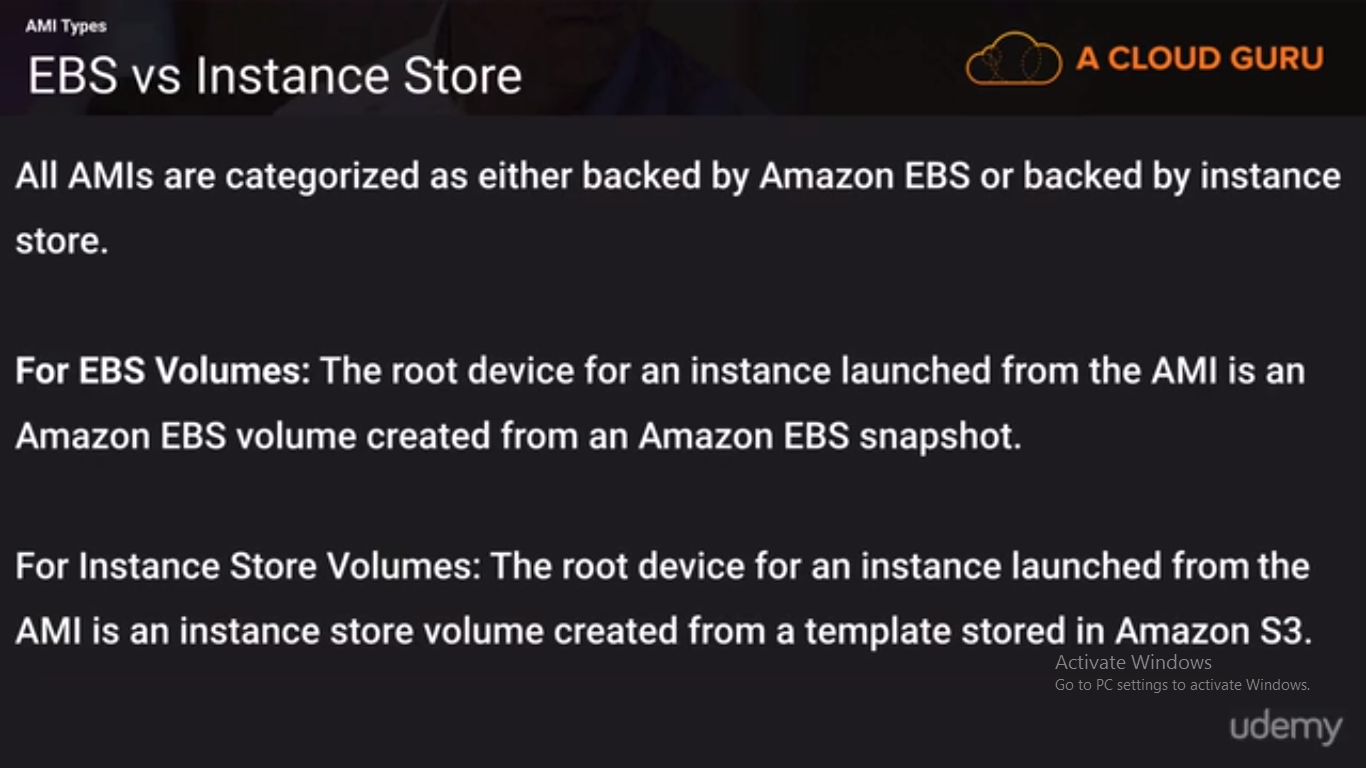 AMI Types
EBS vs Instance Store
A CLOUD GURU
All AMIs are categorized as either backed by Amazon EBS or backed by instance
store.
For EBS Volumes: The root device for an instance launched from the AMI is an
Amazon EBS volume created from an Amazon EBS snapshot.
For Instance Store Volumes: The root device for an instance launched from the
AMI is an instance store volume created from a template stored in Amazon S3.
Activate Windows
Go to PC settings to activate Windows.
udemy